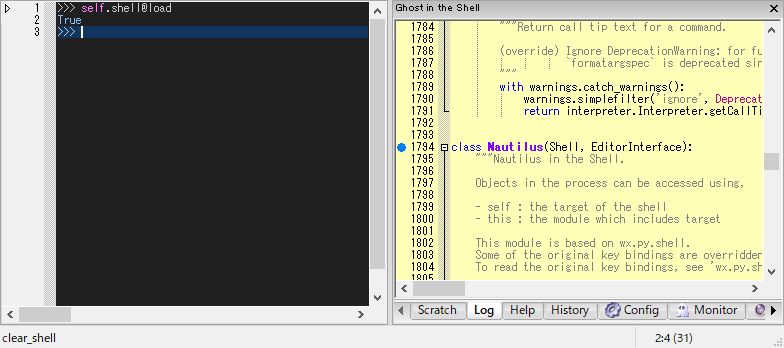 1 >>> self.shell@load
2 True
3 >>>
Ghost in the Shell
1784 """Return call tip text for a command.
1785
1786 (override) Ignore DeprecationWarning: for fu
1787 `formatargspec` is deprecated sin
1788 """
1789 with warnings.catch_warnings():
1790 warnings.simplefilter('ignore', Deprecat
1791 return interpreter.Interpreter.getCallTi
1792
1793
1794 class Nautilus(Shell, EditorInterface):
1795 """Nautilus in the Shell.
1796
1797 Objects in the process can be accessed using,
1798
1799 - self : the target of the shell
1800 - this : the module which includes target
1801
1802 This module is based on wx.py.shell.
1803 Some of the original key bindings are overridden
1804 To read the original key bindings, see 'wx.py.sh
1805
Scratch Log Help History Config Monitor
clear_shell 2:4 (31)